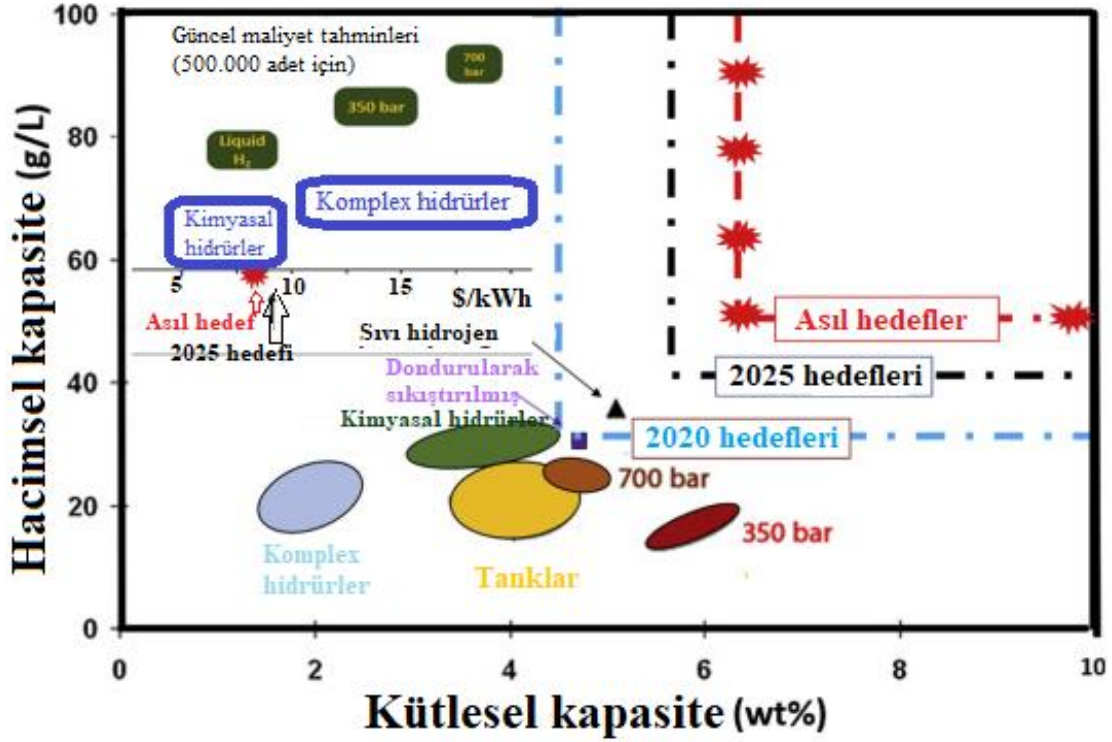 Hacimsel kapasite (g/L)
100
80
60
40
20
0
Güncel maliyet tahminleri
(500.000 adet için)
700
bar
350 bar
Liquid
H₂
Kimyasal
hidrürler
Komplex hidrürler
5
10
15
$/kWh
Asıl hedef
2025 hedefi
Sıvı hidrojen
Dondurularak
sıkıştırılmış
Kimyasal hidrürler
Asıl hedefler
2025 hedefleri
2020 hedefleri
700 bar
350 bar
Komplex
hidrürler
Tanklar
0
2
4
6
8
10
Kütlesel kapasite (wt%)